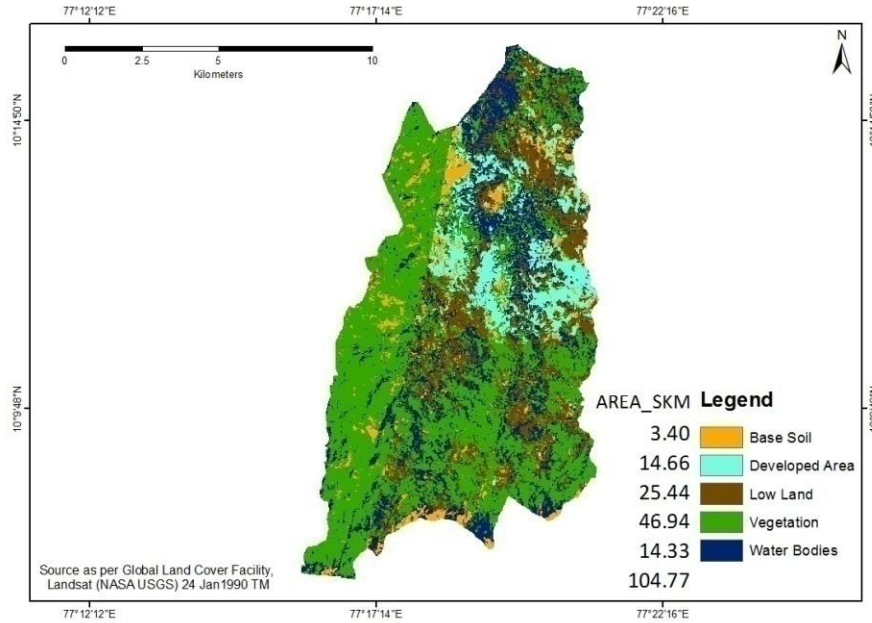 77°12'12"E 77°17'14"E 77°22'16"E
0 2.5 5 10
Kilometers
N
10°14'50"N
10°9'48"N
AREA_SKM Legend
3.40 Base Soil
14.66 Developed Area
25.44 Low Land
46.94 Vegetation
14.33 Water Bodies
104.77
Source as per Global Land Cover Facility,
Landsat (NASA USGS) 24 Jan1990 TM
77°12'12"E 77°17'14"E 77°22'16"E